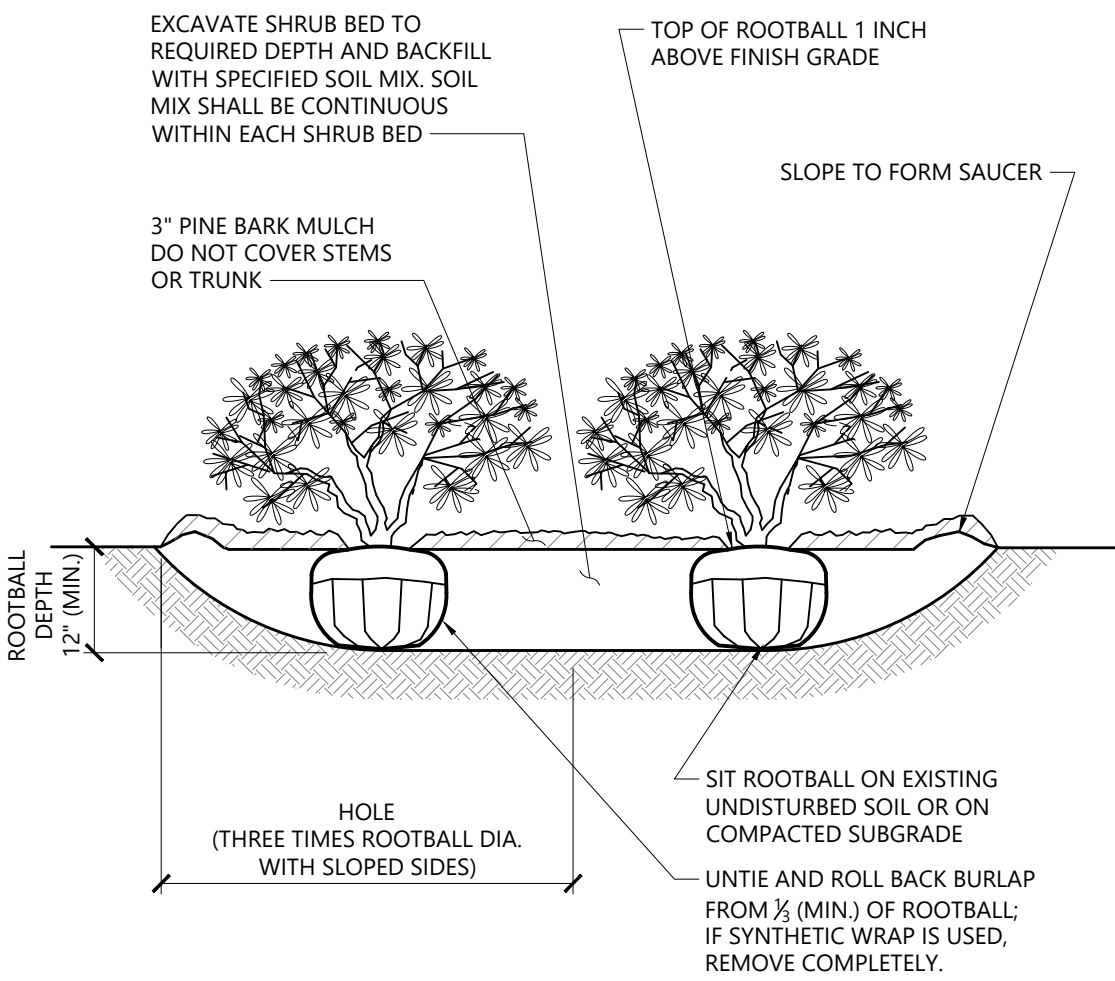 EXCAVATE SHRUB BED TO
REQUIRED DEPTH AND BACKFILL
WITH SPECIFIED SOIL MIX. SOIL
MIX SHALL BE CONTINUOUS
WITHIN EACH SHRUB BED
TOP OF ROOTBALL 1 INCH
ABOVE FINISH GRADE
SLOPE TO FORM SAUCER
3" PINE BARK MULCH
DO NOT COVER STEMS
OR TRUNK
ROOTBALL
DEPTH
12" (MIN.)
HOLE
(THREE TIMES ROOTBALL DIA.
WITH SLOPED SIDES)
SIT ROOTBALL ON EXISTING
UNDISTURBED SOIL OR ON
COMPACTED SUBGRADE
UNTIE AND ROLL BACK BURLAP
FROM ⅓ (MIN.) OF ROOTBALL;
IF SYNTHETIC WRAP IS USED,
REMOVE COMPLETELY.